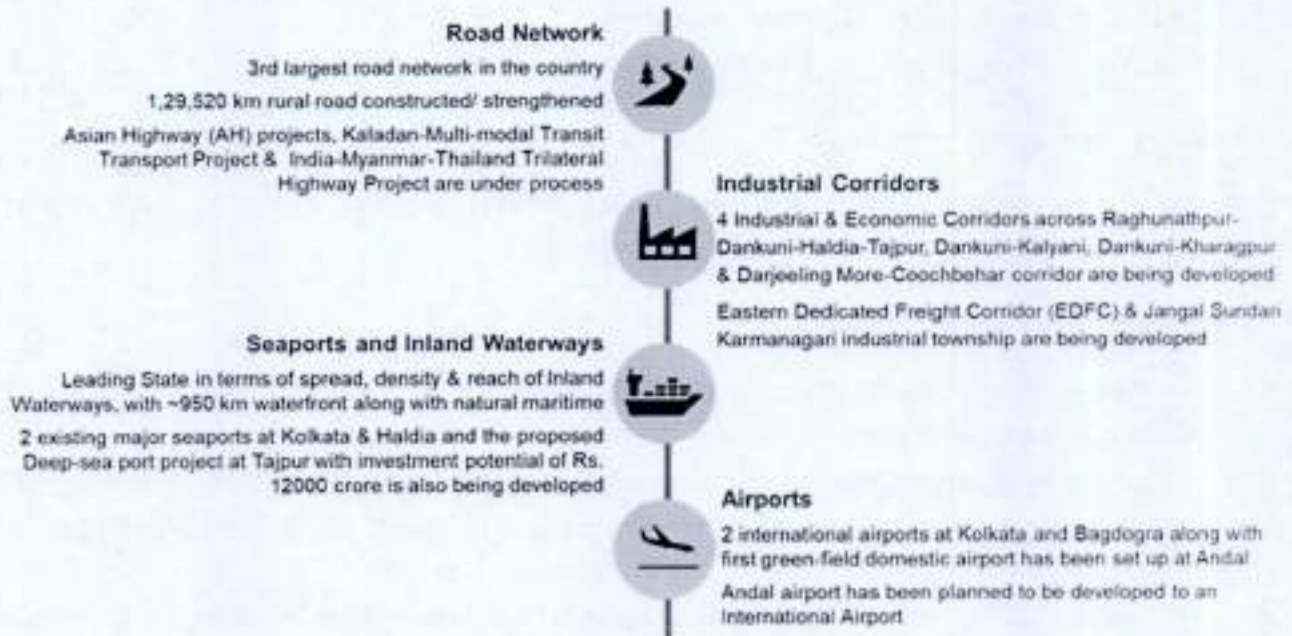 Road Network
3rd largest road network in the country
1,29,520 km rural road constructed/ strengthened
Asian Highway (AH) projects, Kaladan-Multi-modal Transit
Transport Project & India-Myanmar-Thailand Trilateral
Highway Project are under process
Industrial Corridors
4 Industrial & Economic Corridors across Raghunathpur-
Dankuni-Haldia-Tajpur, Dankuni-Kalyani, Dankuni-Kharagpur
& Darjeeling More-Coochbehar corridor are being developed
Eastern Dedicated Freight Corridor (EDFC) & Jangal Sundari
Karmanagari industrial township are being developed
Seaports and Inland Waterways
Leading State in terms of spread, density & reach of Inland
Waterways, with ~950 km waterfront along with natural maritime
2 existing major seaports at Kolkata & Haldia and the proposed
Deep-sea port project at Tajpur with investment potential of Rs.
12000 crore is also being developed
Airports
2 international airports at Kolkata and Bagdogra along with
first green-field domestic airport has been set up at Andal
Andal airport has been planned to be developed to an
International Airport